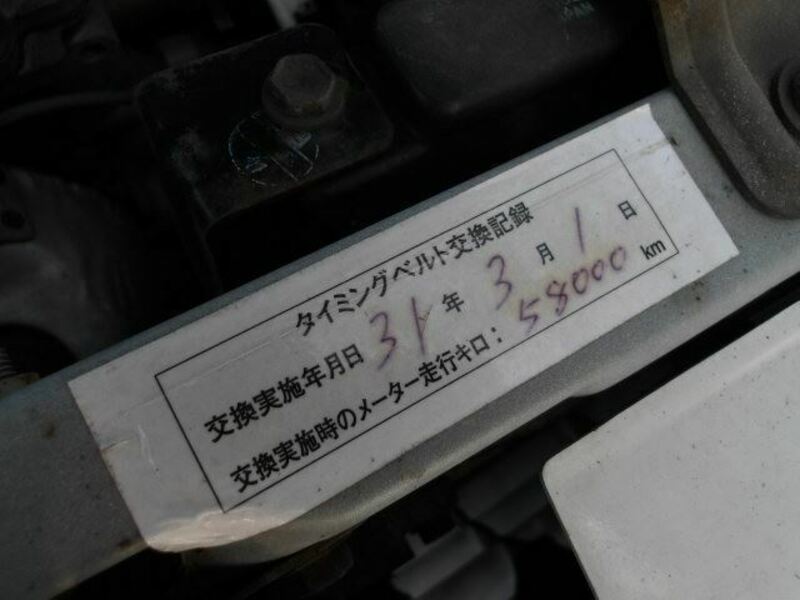 タイミングベルト交換記録
交換実施年月日 31年 3月 1日
交換実施時のメーター走行キロ: 58000 km